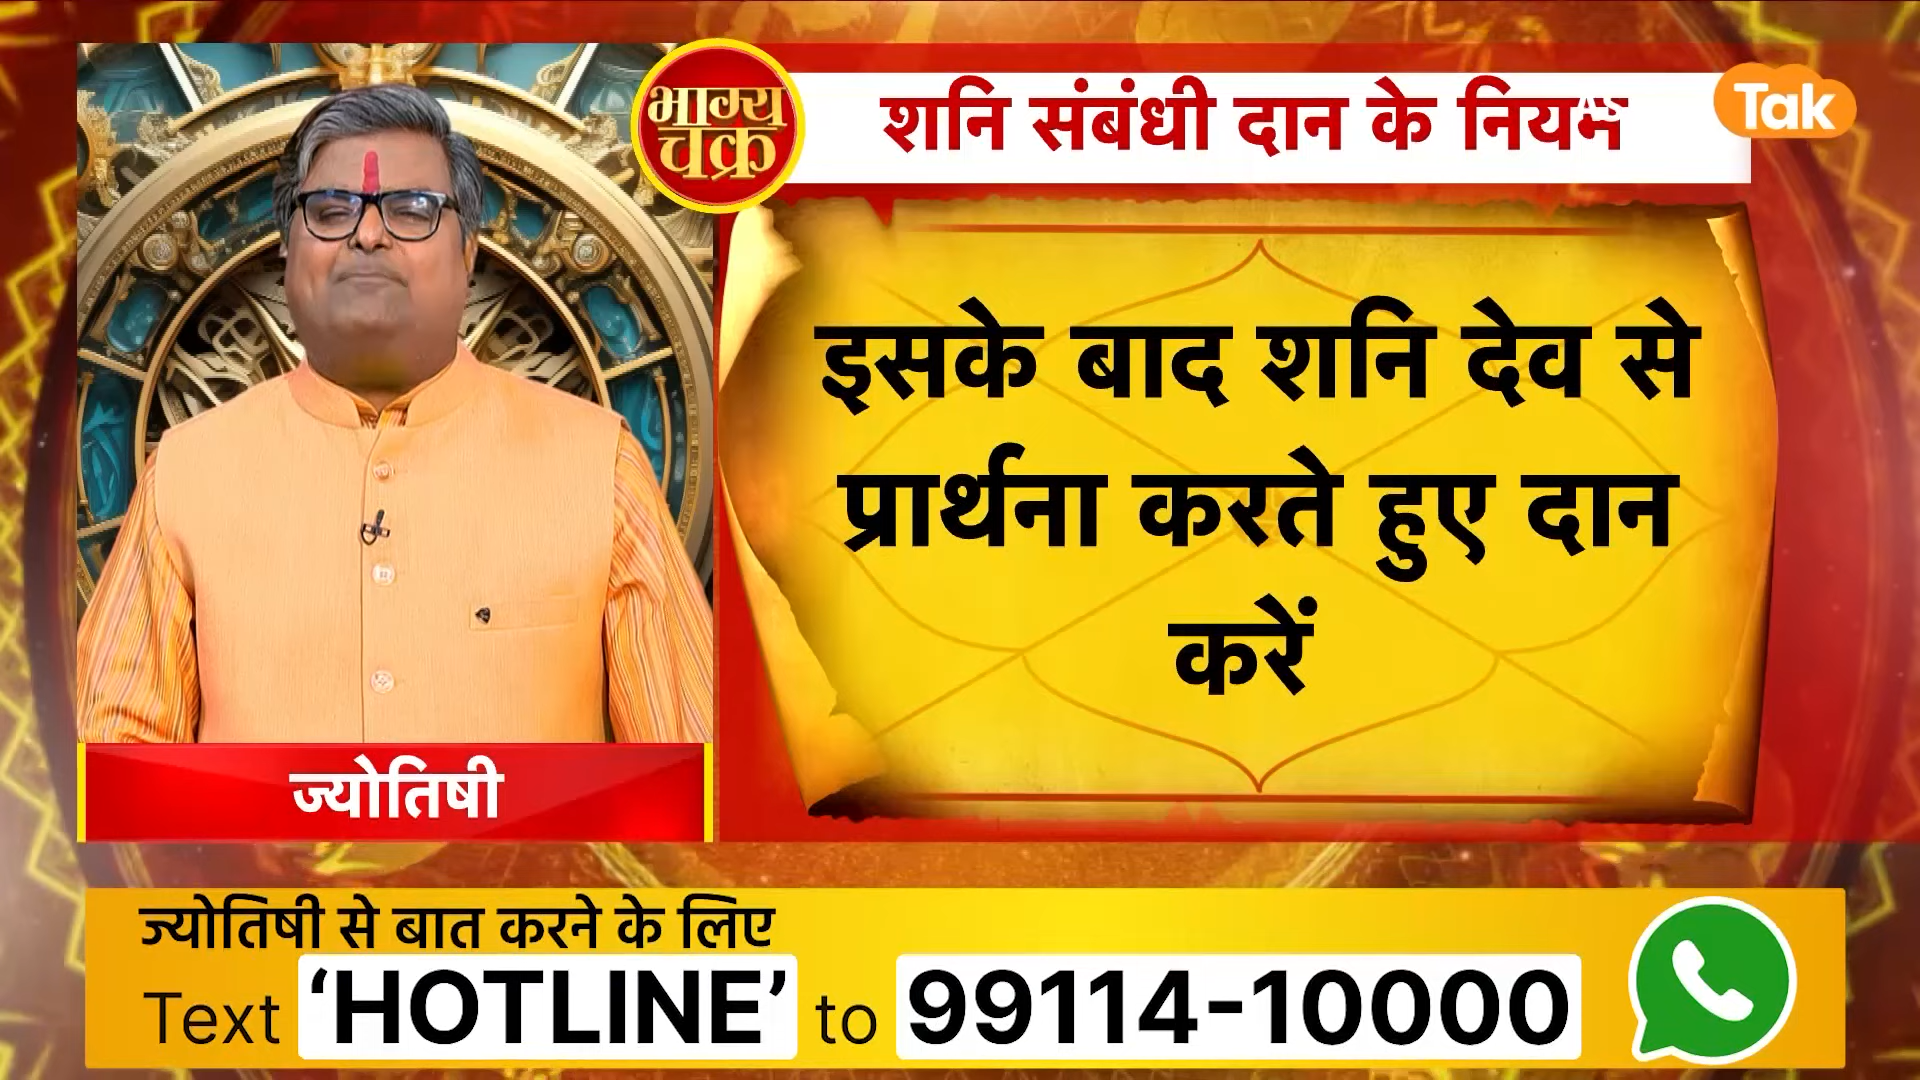 भाग्य
चक्र
शनि संबंधी दान के नियम
Tak
इसके बाद शनि देव से
प्रार्थना करते हुए दान
करें
ज्योतिषी
ज्योतिषी से बात करने के लिए
Text ‘HOTLINE’ to 99114-10000